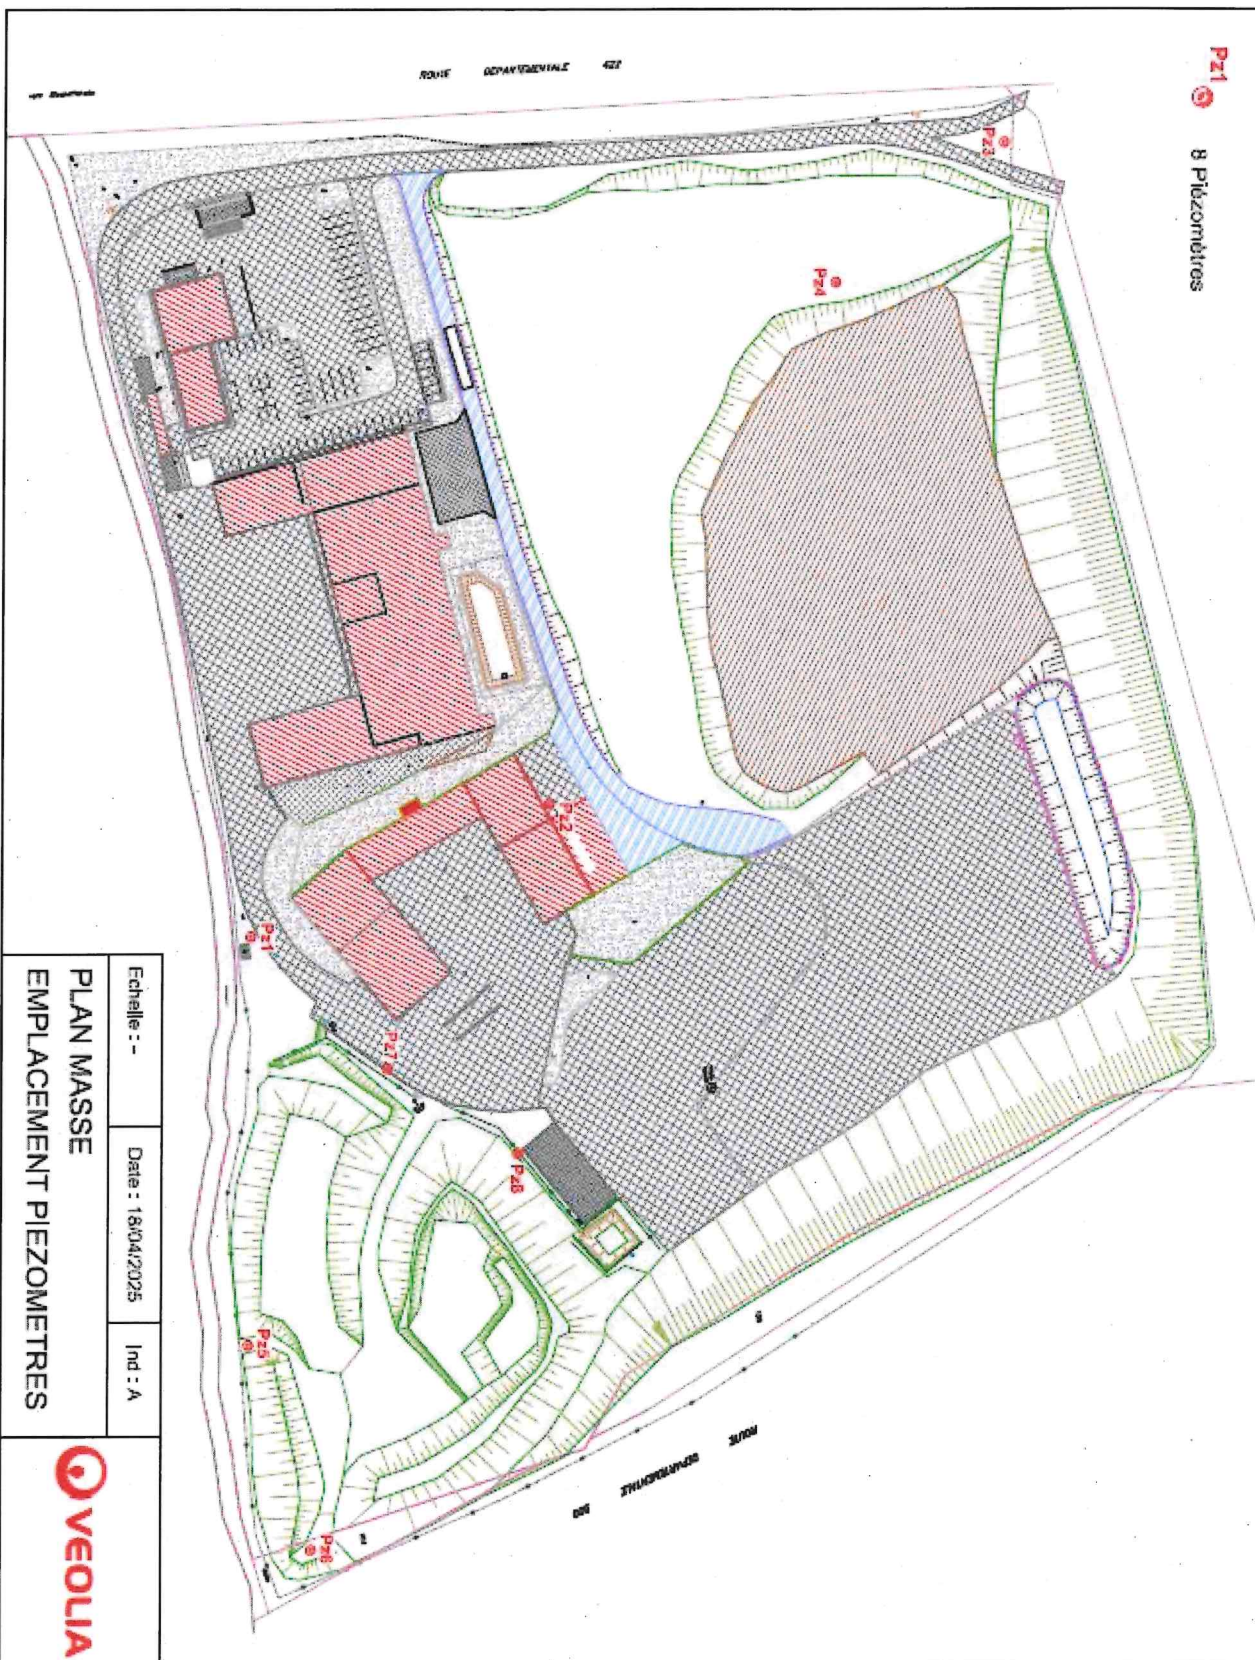 Pz1
8 Piézomètres
ROUTE DEPARTEMENTALE 422
Pz3
Pz4
Pz2
Pz1
Pz7
Pz8
Pz5
Pz6
ROUTE DEPARTEMENTALE
Echelle : -
Date : 18/04/2025
Ind : A
PLAN MASSE
EMPLACEMENT PIEZOMETRES
VEOLIA